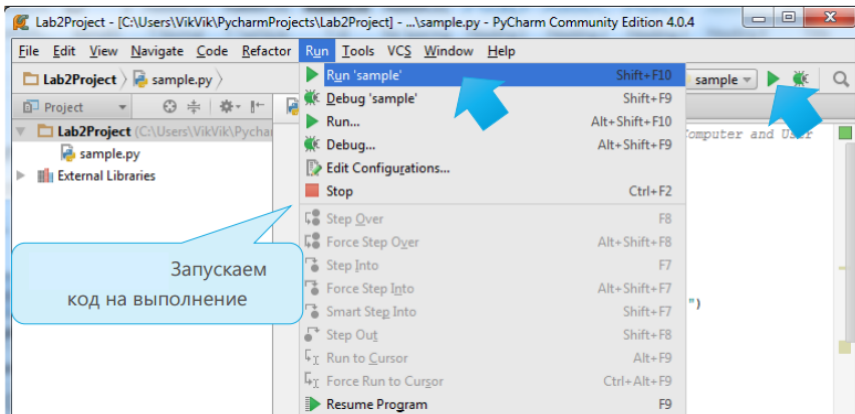 Lab2Project - [C:\Users\VikVik\PycharmProjects\Lab2Project] - ...\sample.py - PyCharm Community Edition 4.0.4
File Edit View Navigate Code Refactor Run Tools VCS Window Help
Lab2Project sample.py
sample
Project
Lab2Project (C:\Users\VikVik\Pychar
sample.py
External Libraries
Run 'sample' Shift+F10
Debug 'sample' Shift+F9
Run... Alt+Shift+F10
Debug... Alt+Shift+F9
Edit Configurations...
Stop Ctrl+F2
Step Over F8
Force Step Over Alt+Shift+F8
Step Into F7
Force Step Into Alt+Shift+F7
Smart Step Into Shift+F7
Step Out Shift+F8
Run to Cursor Alt+F9
Force Run to Cursor Ctrl+Alt+F9
Resume Program F9
omputer and User
")
Запускаем
код на выполнение